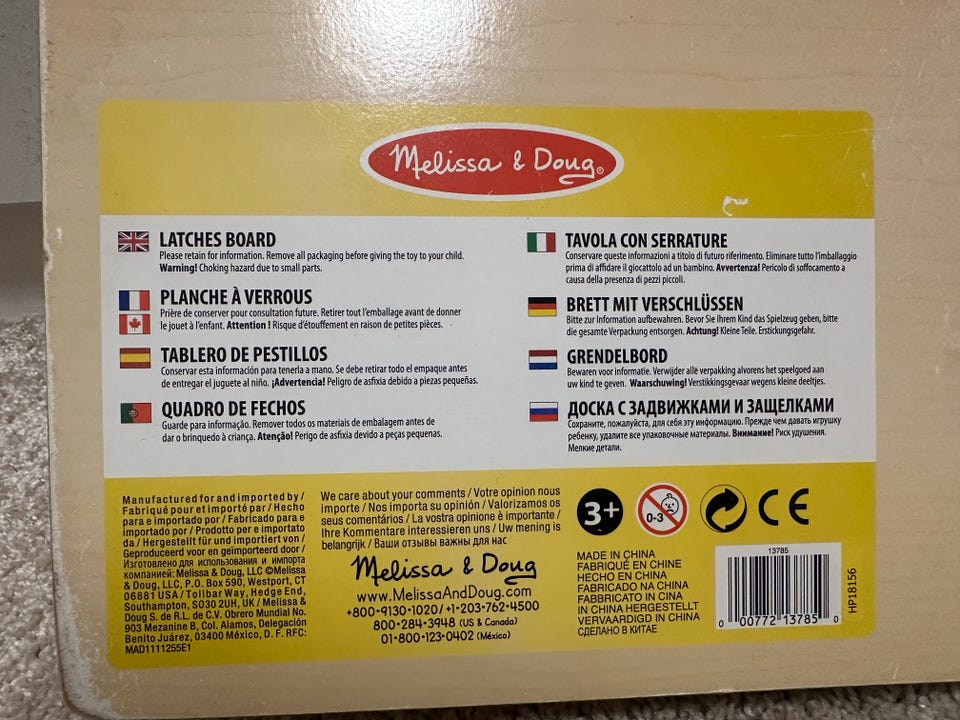 Melissa & Doug®
LATCHES BOARD
Please retain for information. Remove all packaging before giving the toy to your child.
Warning! Choking hazard due to small parts.
PLANCHE À VERROUS
Prière de conserver pour consultation future. Retirer tout l'emballage avant de donner
le jouet à l'enfant. Attention ! Risque d'étouffement en raison de petites pièces.
TABLERO DE PESTILLOS
Conservar esta información para tenerla a mano. Se debe retirar todo el empaque antes
de entregar el juguete al niño. ¡Advertencia! Peligro de asfixia debido a piezas pequeñas.
QUADRO DE FECHOS
Guarde para informação. Remover todos os materiais de embalagem antes de
dar o brinquedo à criança. Atenção! Perigo de asfixia devido a peças pequenas.
TAVOLA CON SERRATURE
Conservare queste informazioni a titolo di futuro riferimento. Eliminare tutto l'imballaggio
prima di affidare il giocattolo ad un bambino. Avvertenza! Pericolo di soffocamento a
causa della presenza di pezzi piccoli.
BRETT MIT VERSCHLÜSSEN
Bitte zur Information aufbewahren. Bevor Sie Ihrem Kind das Spielzeug geben, bitte
die gesamte Verpackung entsorgen. Achtung! Kleine Teile. Erstickungsgefahr.
GRENDELBORD
Bewaren voor informatie. Verwijder alle verpakking alvorens het speelgoed aan
uw kind te geven. Waarschuwing! Verstikkingsgevaar wegens kleine deeltjes.
ДОСКА С ЗАДВИЖКАМИ И ЗАЩЕЛКАМИ
Сохраните, пожалуйста, для себя эту информацию. Прежде чем давать игрушку
ребенку, удалите все упаковочные материалы. Внимание! Риск удушения.
Мелкие детали.
Manufactured for and imported by /
Fabriqué pour et importé par / Hecho
para e importado por / Fabricado para e
importado por / Prodotto per e importato
da / Hergestellt für und importiert von /
Geproduceerd voor en geïmporteerd door /
Изготовлено для использования и импорта
компанией: Melissa & Doug, LLC ©Melissa
& Doug, LLC, P.O. Box 590, Westport, CT
06881 USA / Tollbar Way, Hedge End,
Southampton, SO30 2UH, UK / Melissa &
Doug S. de R.L. de C.V. Obrero Mundial No.
903 Mezanine B, Col. Alamos, Delegación
Benito Juárez, 03400 México, D. F. RFC:
MAD1111255E1
We care about your comments / Votre opinion nous
importe / Nos importa su opinión / Valorizamos os
seus comentários / La vostra opinione è importante /
Ihre Kommentare interessieren uns / Uw mening is
belangrijk / Ваши отзывы важны для нас
Melissa & Doug
www.MelissaAndDoug.com
+800-9130-1020 / +1-203-762-4500
800-284-3948 (US & Canada)
01-800-123-0402 (México)
3+
0-3
CE
MADE IN CHINA
FABRIQUÉ EN CHINE
HECHO EN CHINA
FABRICADO NA CHINA
FABBRICATO IN CINA
IN CHINA HERGESTELLT
VERVAARDIGD IN CHINA
СДЕЛАНО В КИТАЕ
13785
0 00772 13785 0
HP18156